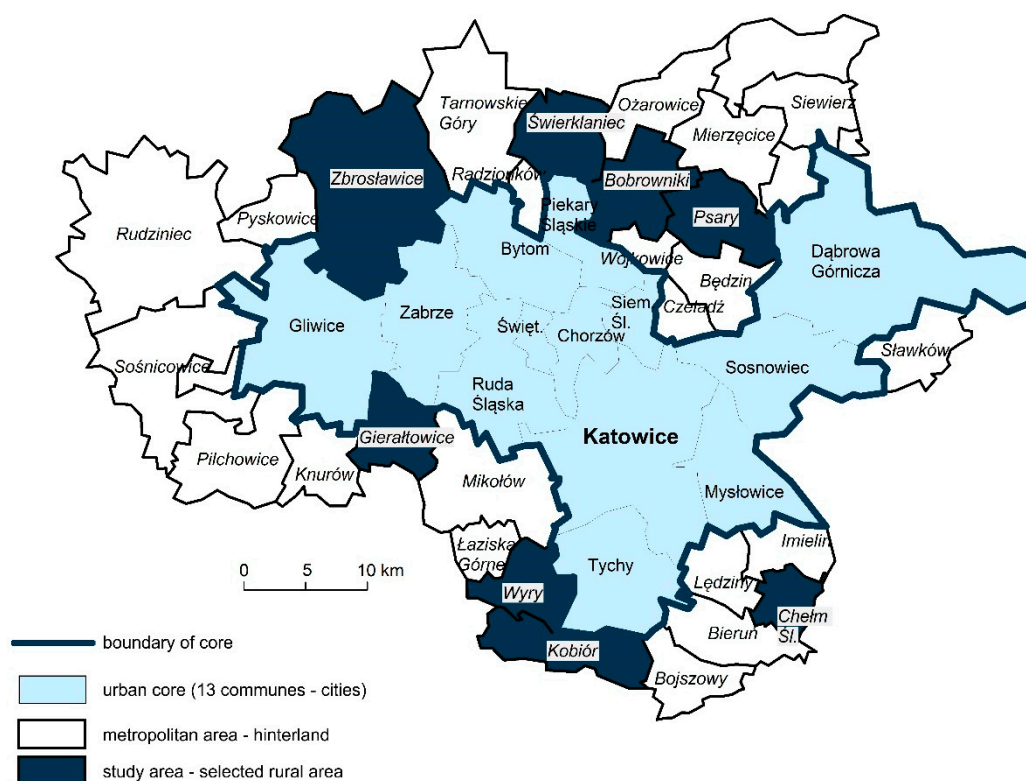 Tarnowskie
Góry
Świerklaniec
Ożarowice
Siewierz
Mierzęcice
Zbrosławice
Radzionków
Bobrowniki
Piekary
Śląskie
Psary
Pyskowice
Rudziniec
Bytom
Wojkowice
Będzin
Dąbrowa
Górnicza
Gliwice
Zabrze
Święt.
Chorzów
Siem
Śl.
Czeladź
Sośnicowice
Ruda
Śląska
Sosnowiec
Sławków
Katowice
Gierałtowice
Pilchowice
Knurów
Mikołów
Mysłowice
Łaziska
Górne
Imielin
Tychy
Lędziny
Wyry
Chełm
Śl.
Bieruń
Kobiór
Bojszowy
0 5 10 km
boundary of core
urban core (13 communes - cities)
metropolitan area - hinterland
study area - selected rural area